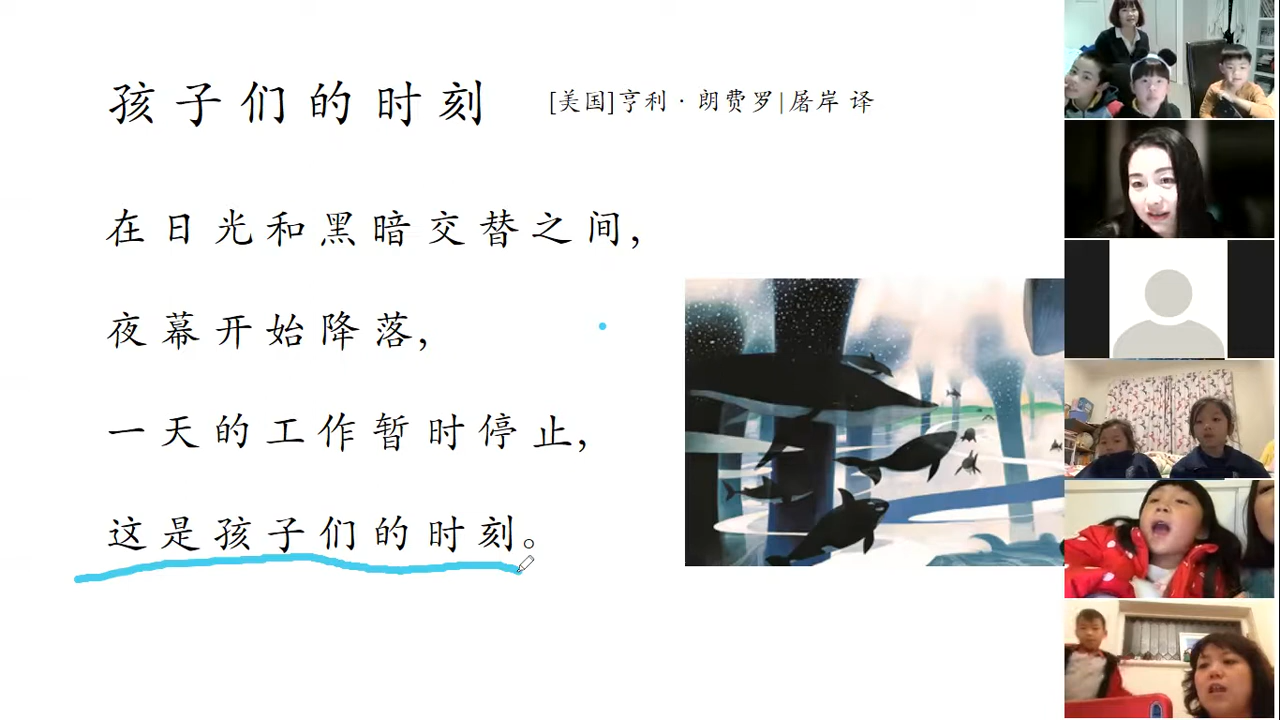 孩子们的时刻 [美国]亨利·朗费罗|屠岸 译
在日光和黑暗交替之间，
夜幕开始降落，
一天的工作暂时停止，
这是孩子们的时刻。